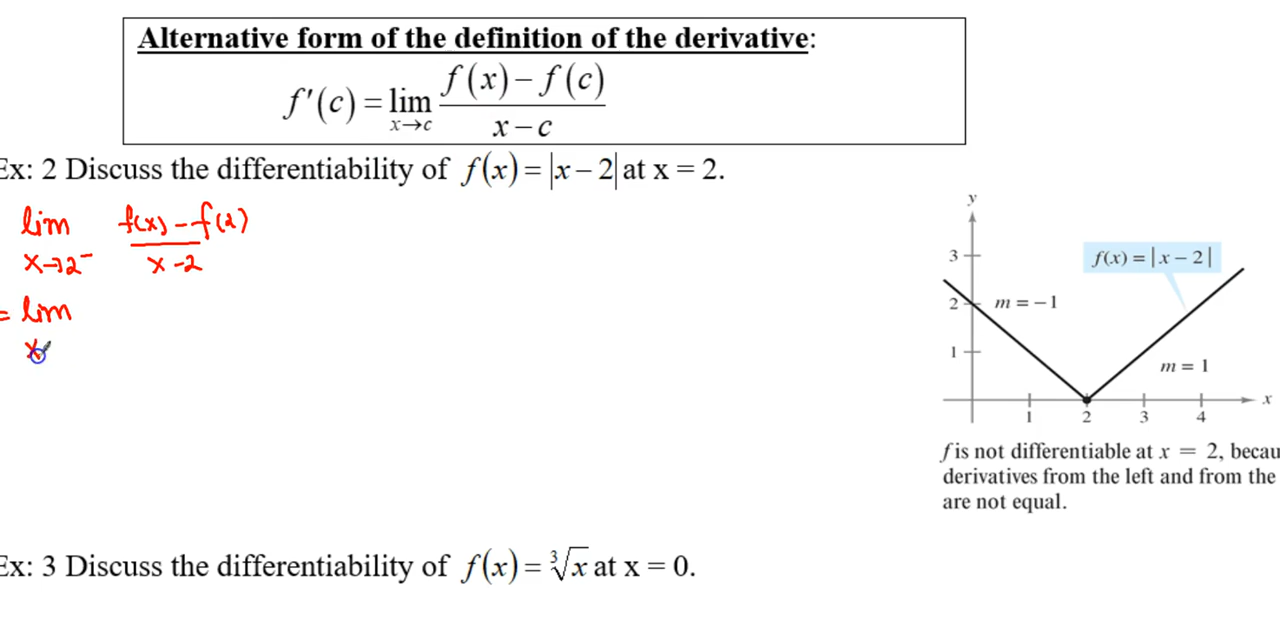 Alternative form of the definition of the derivative:
f'(c) = lim x→c (f(x) − f(c)) / (x − c)
Ex: 2 Discuss the differentiability of f(x) = |x − 2| at x = 2.
lim x→2⁻ (f(x) − f(2)) / (x − 2)
= lim
x
y
3
2
1
f(x) = |x − 2|
m = −1
m = 1
1 2 3 4
x
f is not differentiable at x = 2, becau
derivatives from the left and from the
are not equal.
Ex: 3 Discuss the differentiability of f(x) = ∛x at x = 0.